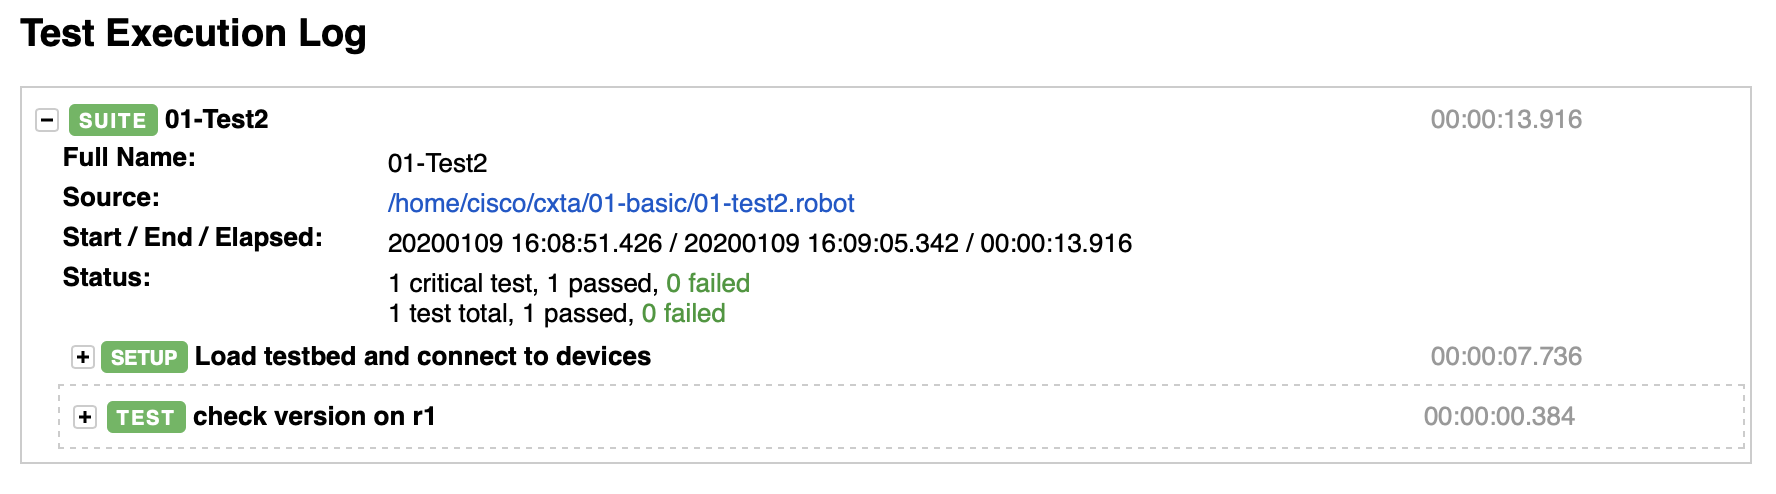 Test Execution Log
SUITE 01-Test2 00:00:13.916
Full Name: 01-Test2
Source: /home/cisco/cxta/01-basic/01-test2.robot
Start / End / Elapsed: 20200109 16:08:51.426 / 20200109 16:09:05.342 / 00:00:13.916
Status: 1 critical test, 1 passed, 0 failed
1 test total, 1 passed, 0 failed
SETUP Load testbed and connect to devices 00:00:07.736
TEST check version on r1 00:00:00.384